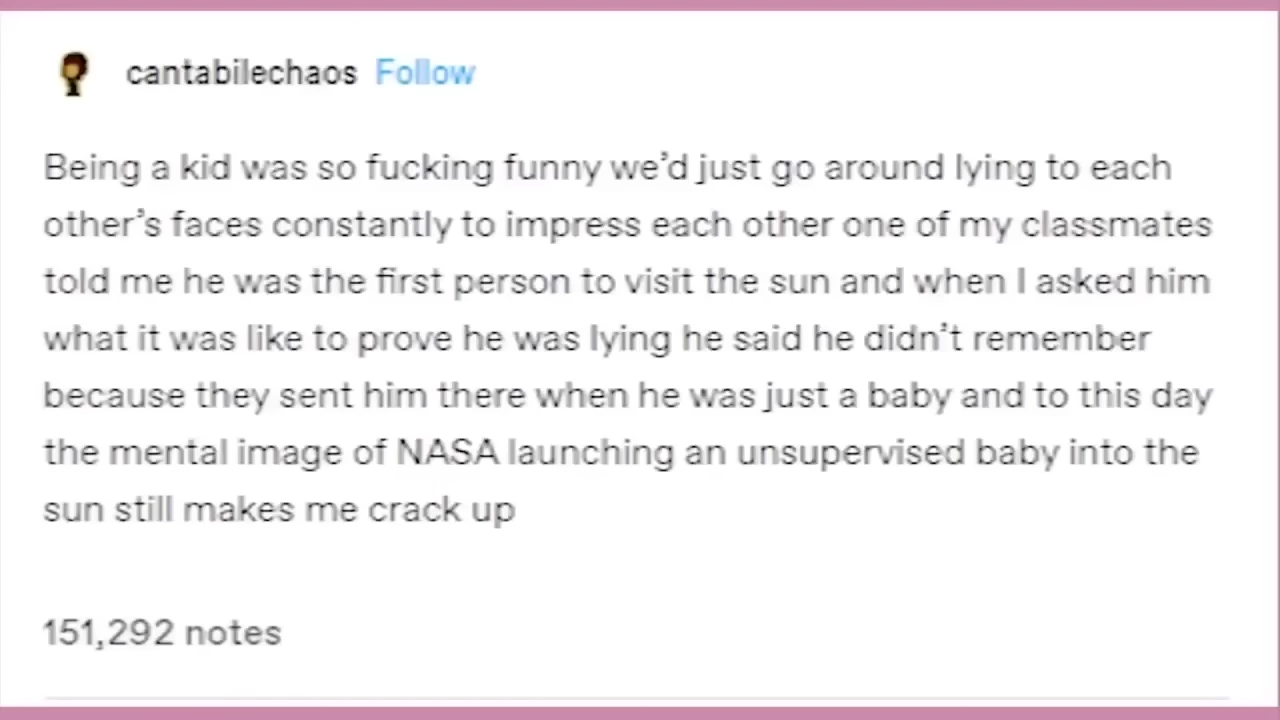 cantabilechaos Follow
Being a kid was so fucking funny we’d just go around lying to each
other’s faces constantly to impress each other one of my classmates
told me he was the first person to visit the sun and when I asked him
what it was like to prove he was lying he said he didn’t remember
because they sent him there when he was just a baby and to this day
the mental image of NASA launching an unsupervised baby into the
sun still makes me crack up
151,292 notes